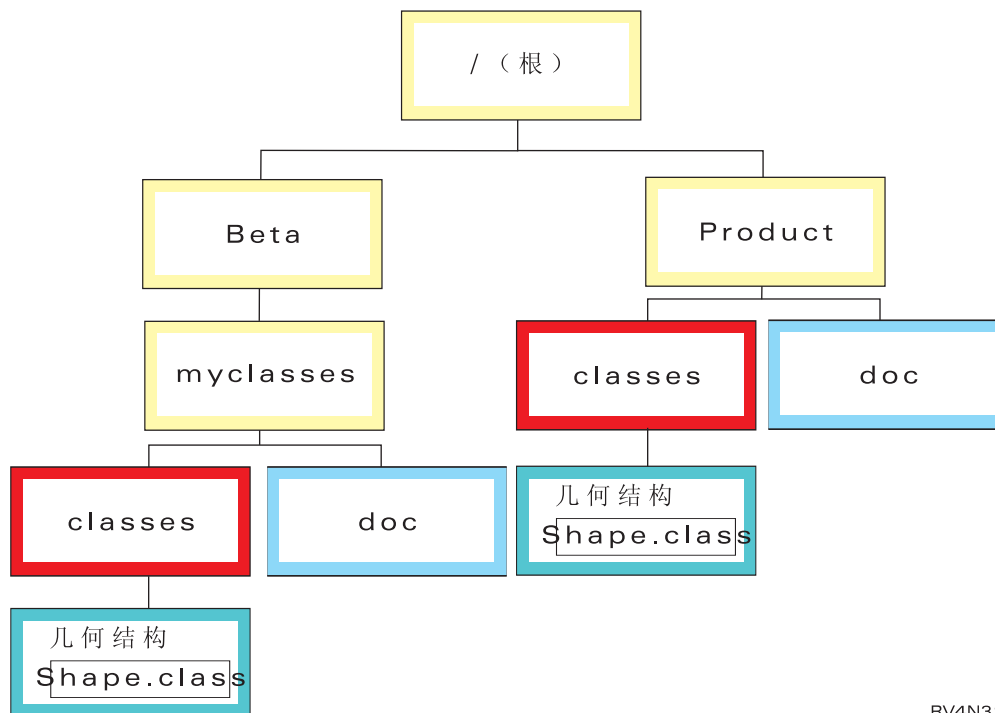 /（根）
Beta
Product
myclasses
classes
doc
classes
doc
几何结构
Shape.class
几何结构
Shape.class
RV4N3